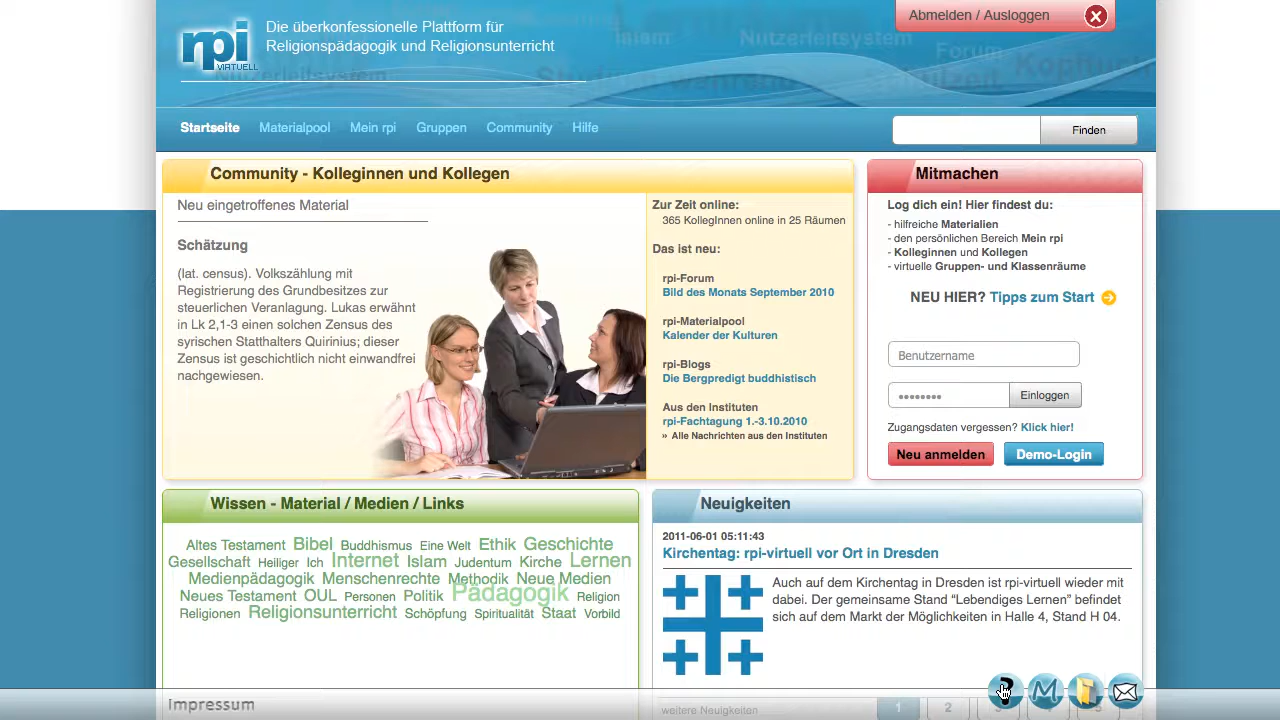 rpi
VIRTUELL
Die überkonfessionelle Plattform für
Religionspädagogik und Religionsunterricht
Islam
Nutzerleitsystem
Forum
Nutzerleitsystem
Abmelden / Ausloggen
Startseite Materialpool Mein rpi Gruppen Community Hilfe
Finden
Community - Kolleginnen und Kollegen
Neu eingetroffenes Material
Schätzung
(lat. census). Volkszählung mit
Registrierung des Grundbesitzes zur
steuerlichen Veranlagung. Lukas erwähnt
in Lk 2,1-3 einen solchen Zensus des
syrischen Statthalters Quirinius; dieser
Zensus ist geschichtlich nicht einwandfrei
nachgewiesen.
Zur Zeit online:
365 KollegInnen online in 25 Räumen
Das ist neu:
rpi-Forum
Bild des Monats September 2010
rpi-Materialpool
Kalender der Kulturen
rpi-Blogs
Die Bergpredigt buddhistisch
Aus den Instituten
rpi-Fachtagung 1.-3.10.2010
» Alle Nachrichten aus den Instituten
Mitmachen
Log dich ein! Hier findest du:
- hilfreiche Materialien
- den persönlichen Bereich Mein rpi
- Kolleginnen und Kollegen
- virtuelle Gruppen- und Klassenräume
NEU HIER? Tipps zum Start
Benutzername
Einloggen
Zugangsdaten vergessen? Klick hier!
Neu anmelden Demo-Login
Wissen - Material / Medien / Links
Altes Testament Bibel Buddhismus Eine Welt Ethik Geschichte
Gesellschaft Heiliger Ich Internet Islam Judentum Kirche Lernen
Medienpädagogik Menschenrechte Methodik Neue Medien
Neues Testament OUL Personen Politik Pädagogik Religion
Religionen Religionsunterricht Schöpfung Spiritualität Staat Vorbild
Neuigkeiten
2011-06-01 05:11:43
Kirchentag: rpi-virtuell vor Ort in Dresden
Auch auf dem Kirchentag in Dresden ist rpi-virtuell wieder mit
dabei. Der gemeinsame Stand “Lebendiges Lernen” befindet
sich auf dem Markt der Möglichkeiten in Halle 4, Stand H 04.
Impressum
weitere Neuigkeiten 1 2 3 4 5